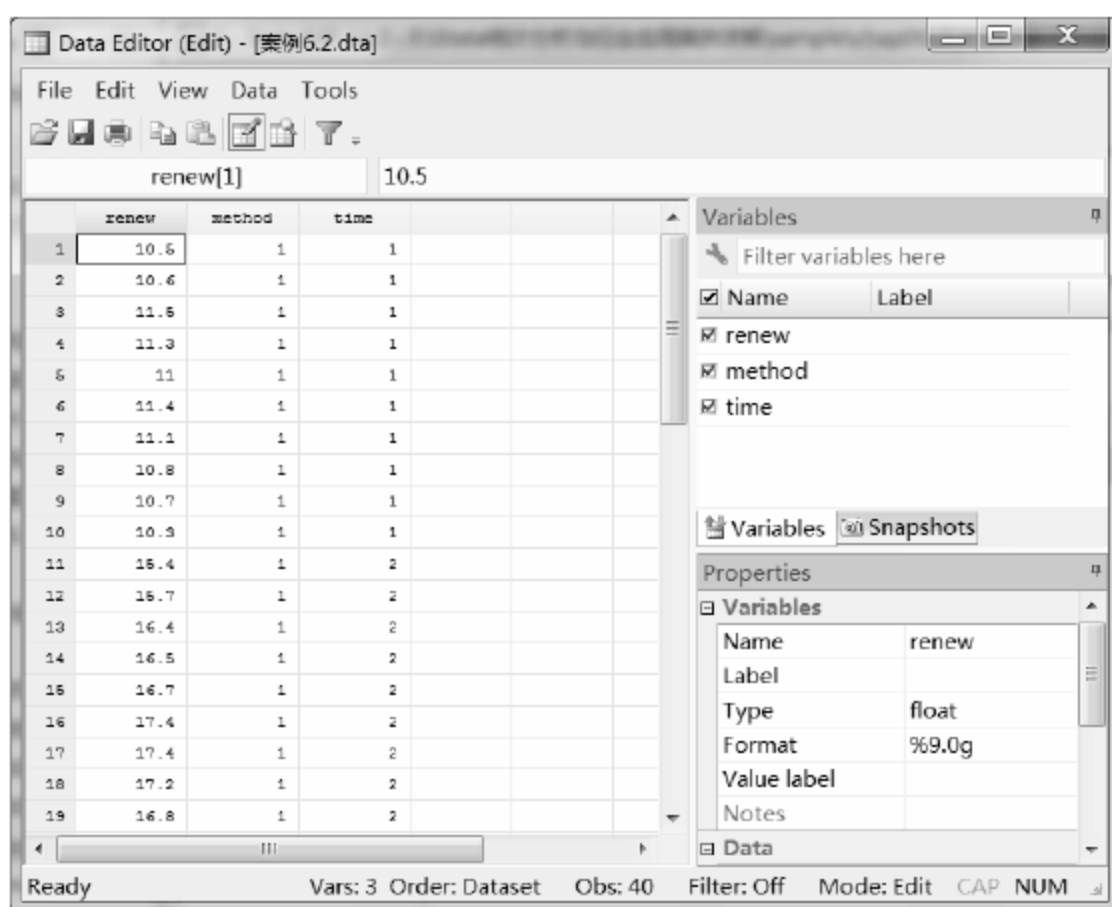 Data Editor (Edit) - [案例6.2.dta]
File Edit View Data Tools
renew[1] 10.5
renew method time
1 10.5 1 1
2 10.6 1 1
3 11.5 1 1
4 11.3 1 1
5 11 1 1
6 11.4 1 1
7 11.1 1 1
8 10.8 1 1
9 10.7 1 1
10 10.3 1 1
11 15.4 1 2
12 15.7 1 2
13 16.4 1 2
14 16.5 1 2
15 16.7 1 2
16 17.4 1 2
17 17.4 1 2
18 17.2 1 2
19 16.8 1 2
Variables
Filter variables here
Name Label
renew
method
time
Variables Snapshots
Properties
Variables
Name renew
Label
Type float
Format %9.0g
Value label
Notes
Data
Ready Vars: 3 Order: Dataset Obs: 40 Filter: Off Mode: Edit CAP NUM